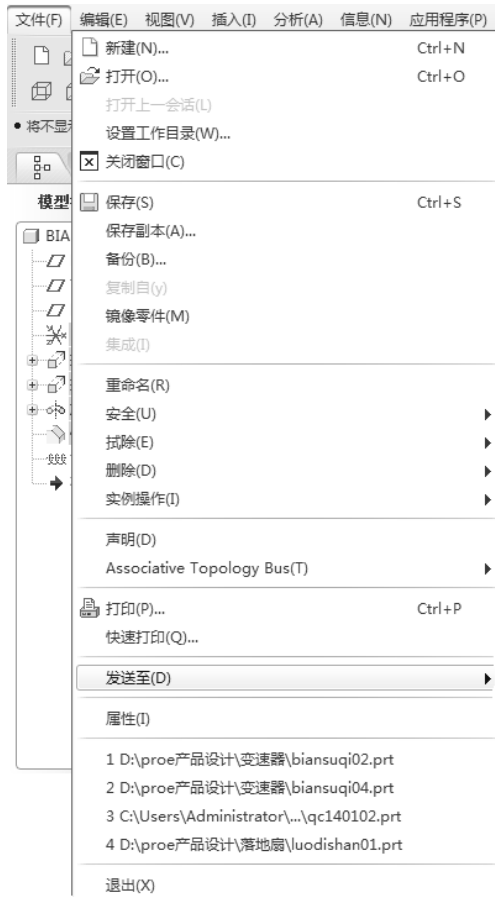 文件(F) 编辑(E) 视图(V) 插入(I) 分析(A) 信息(N) 应用程序(P)
新建(N)... Ctrl+N
打开(O)... Ctrl+O
打开上一会话(L)
设置工作目录(W)...
• 将不显
关闭窗口(C)
模型
保存(S) Ctrl+S
保存副本(A)...
BIA
备份(B)...
复制自(y)
镜像零件(M)
集成(I)
重命名(R)
安全(U)
拭除(E)
删除(D)
实例操作(I)
声明(D)
Associative Topology Bus(T)
打印(P)... Ctrl+P
快速打印(Q)...
发送至(D)
属性(I)
1 D:\proe产品设计\变速器\biansuqi02.prt
2 D:\proe产品设计\变速器\biansuqi04.prt
3 C:\Users\Administrator\...\qc140102.prt
4 D:\proe产品设计\落地扇\luodishan01.prt
退出(X)